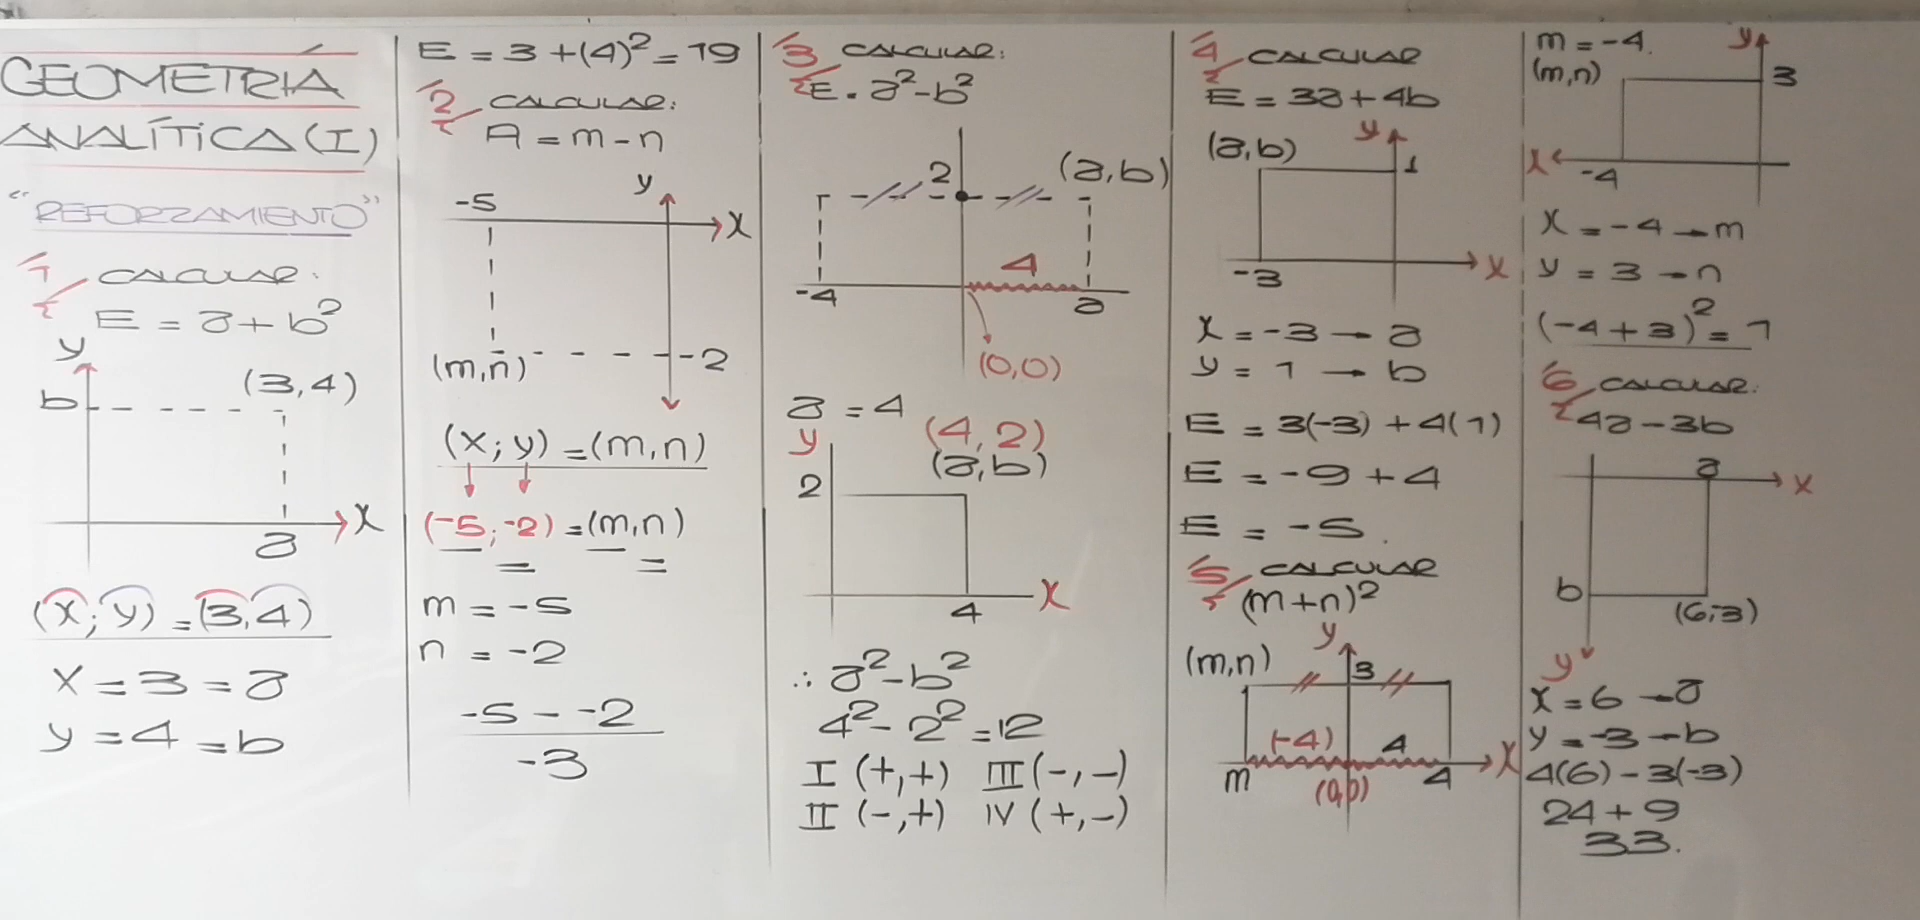 GEOMETRÍA
ANALÍTICA (I)
"REFORZAMIENTO"
1 CALCULAR:
E = a + b²
y
b
(3,4)
x
a
(x; y) = (3,4)
x = 3 = a
y = 4 = b
E = 3 + (4)² = 19
2 CALCULAR:
A = m - n
-5
y
x
(m,n)
-2
(x; y) = (m,n)
(-5; -2) = (m,n)
m = -5
n = -2
-5 - -2
-3
3 CALCULAR:
E = a² - b²
2
(a,b)
4
-4
a
(0,0)
a = 4
y
(4,2)
(a,b)
2
4
x
∴ a² - b²
4² - 2² = 12
I (+,+) III (-,-)
II (-,+) IV (+,-)
4 CALCULAR
E = 3a + 4b
(a,b)
y
1
-3
x
x = -3 → a
y = 1 → b
E = 3(-3) + 4(1)
E = -9 + 4
E = -5.
5 CALCULAR
(m+n)²
y
(m,n)
3
(-4)
4
m
(0,0)
4
x
m = -4.
(m,n)
y
3
x
-4
x = -4 → m
y = 3 → n
(-4 + 3)² = 1
6 CALCULAR:
4a - 3b
a
x
b
(6,-3)
y
x = 6 → a
y = -3 → b
4(6) - 3(-3)
24 + 9
33.